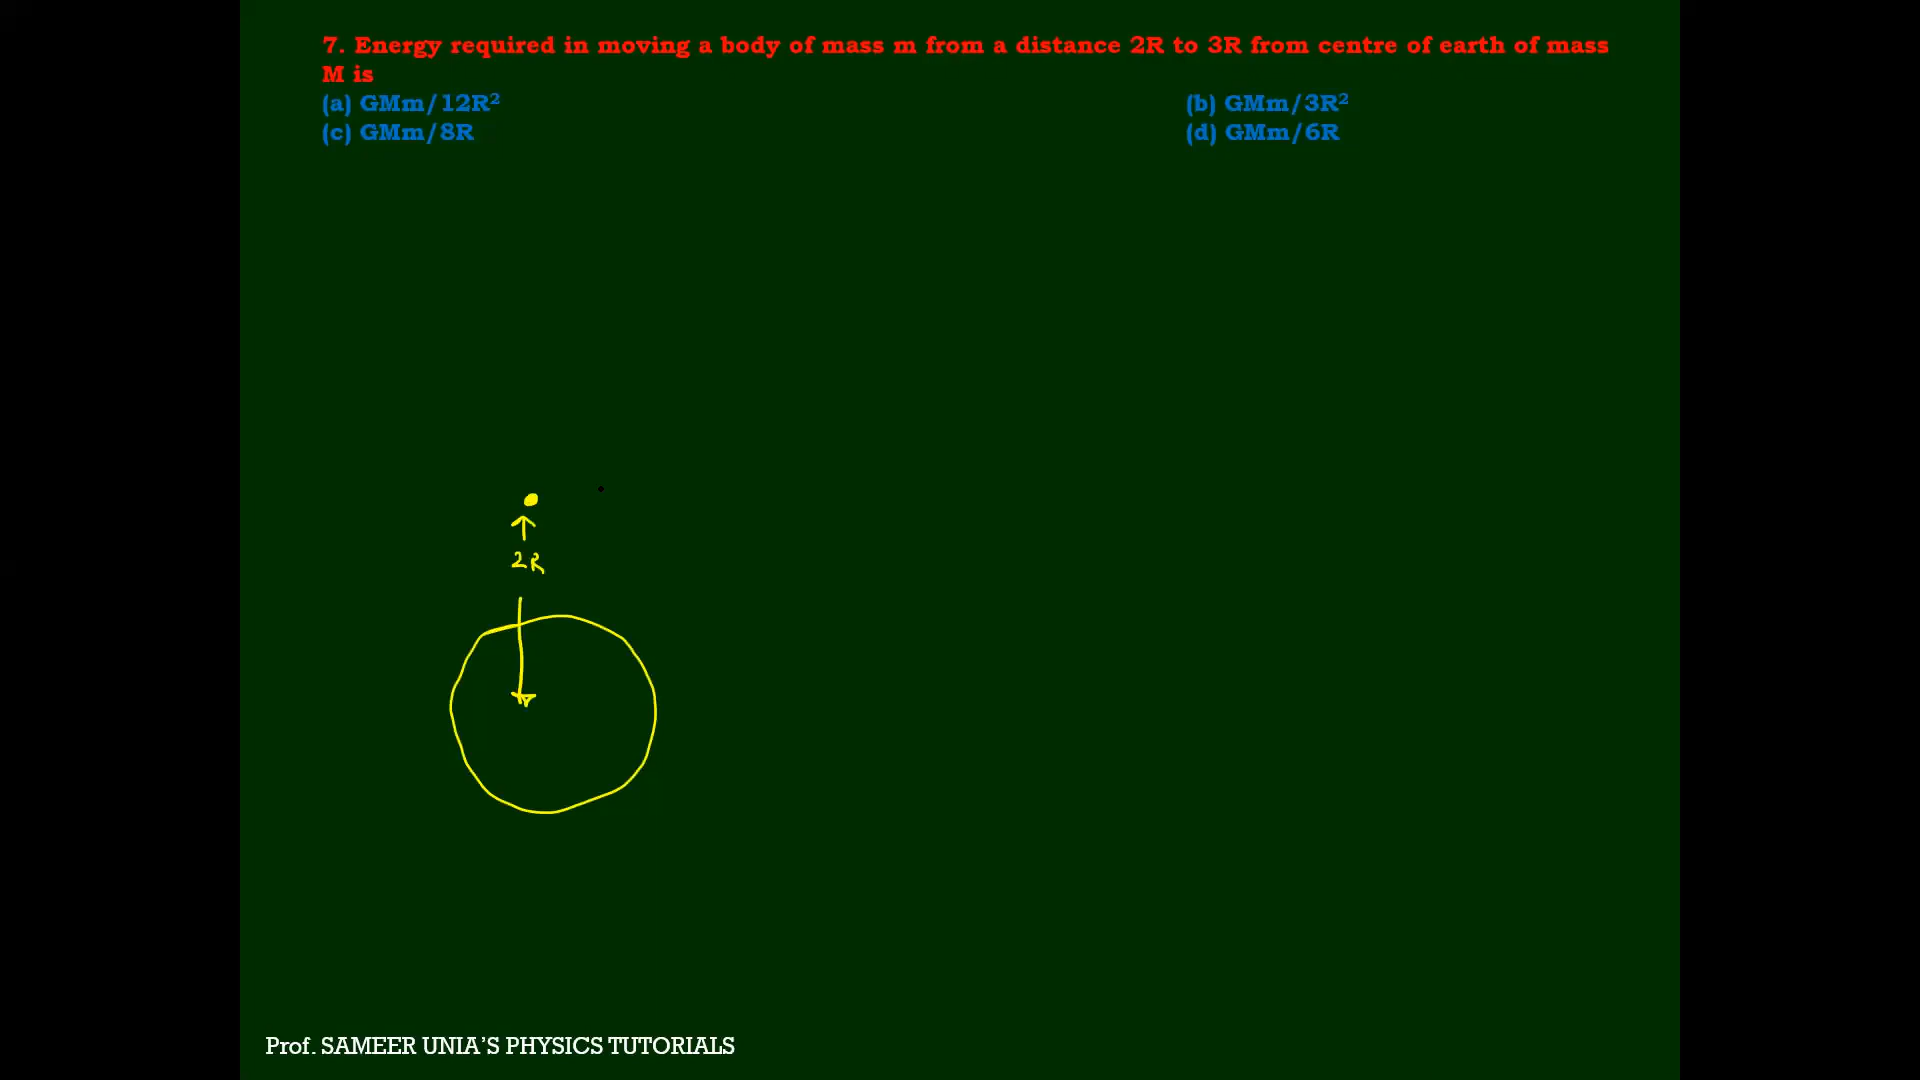 7. Energy required in moving a body of mass m from a distance 2R to 3R from centre of earth of mass
M is
(a) GMm/12R² (b) GMm/3R²
(c) GMm/8R (d) GMm/6R
2R
Prof. SAMEER UNIA’S PHYSICS TUTORIALS